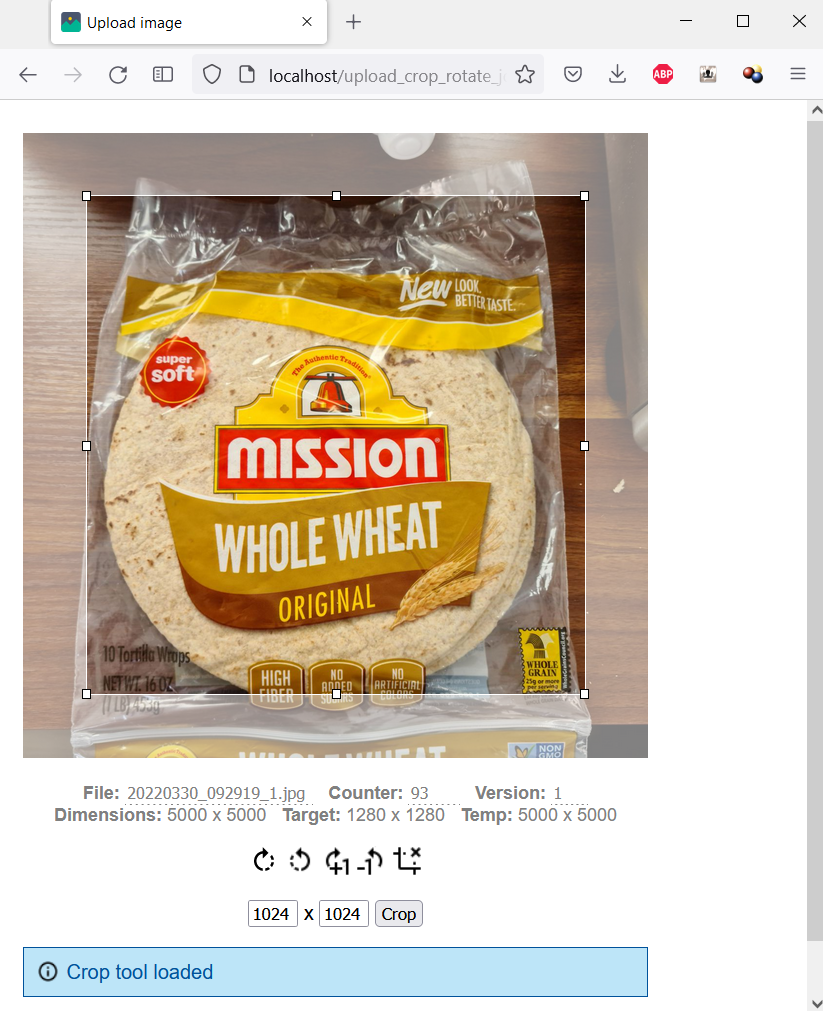 Upload image
localhost/upload_crop_rotate_j
ABP
New LOOK.
BETTER TASTE.
super
soft
The Authentic Tradition
MISSION
WHOLE WHEAT
ORIGINAL
10 Tortilla Wraps
NET WT. 16 OZ
(1 LB) 453g
HIGH
FIBER
NO
ADDED
SUGARS
NO
ARTIFICIAL
COLORS
WHOLE
GRAIN
25g or more
per serving
WholeGrainCouncil.org
WHOLE WHEAT
NON
GMO
File: 20220330_092919_1.jpg Counter: 93 Version: 1
Dimensions: 5000 x 5000 Target: 1280 x 1280 Temp: 5000 x 5000
+1 -1
1024 x 1024 Crop
Crop tool loaded